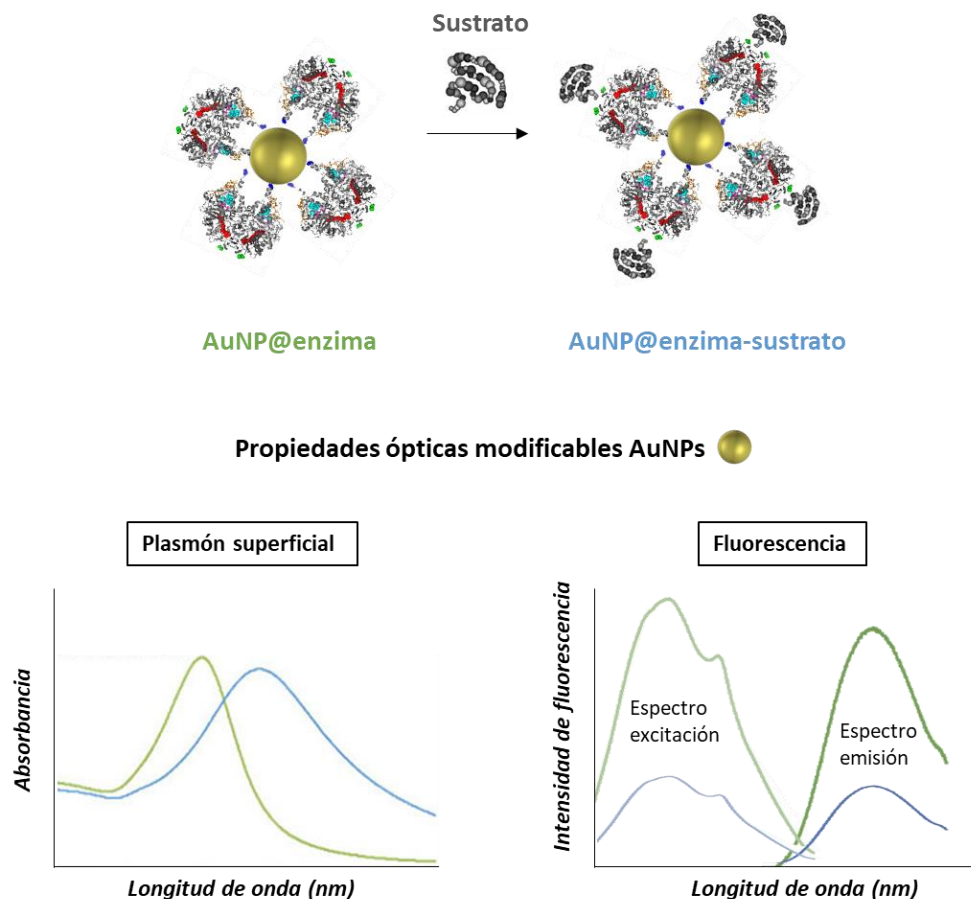 Sustrato
AuNP@enzima
AuNP@enzima-sustrato
Propiedades ópticas modificables AuNPs
Plasmón superficial
Absorbancia
Longitud de onda (nm)
Fluorescencia
Intensidad de fluorescencia
Espectro
excitación
Espectro
emisión
Longitud de onda (nm)